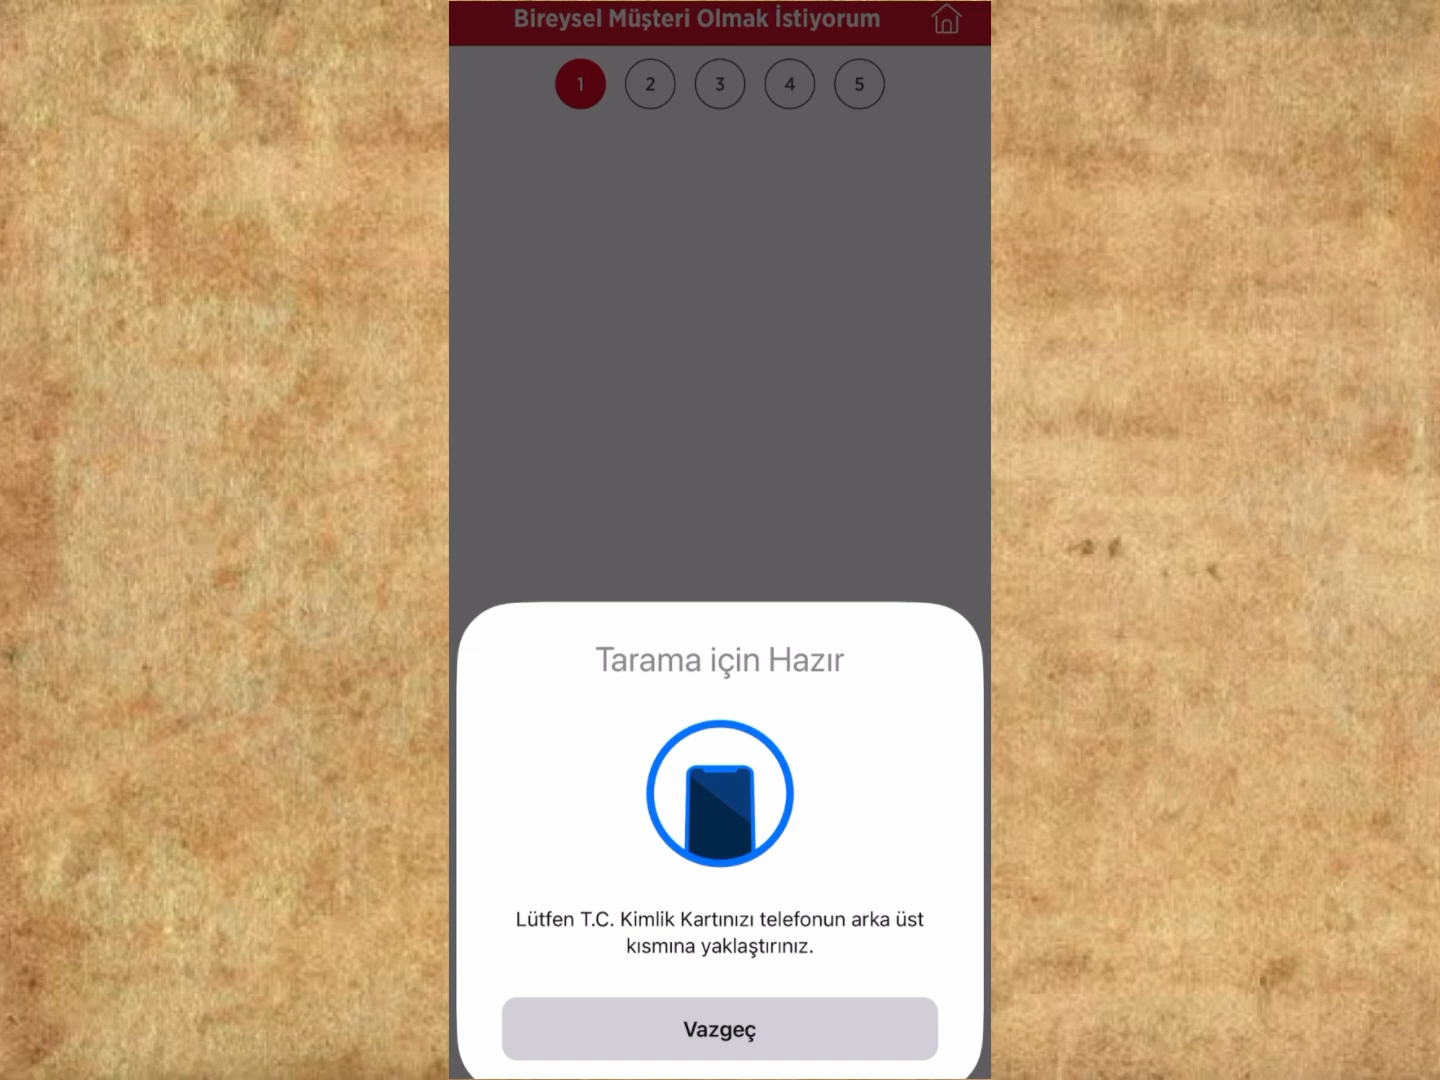 Bireysel Müşteri Olmak İstiyorum
1 2 3 4 5
Tarama için Hazır
Lütfen T.C. Kimlik Kartınızı telefonun arka üst
kısmına yaklaştırınız.
Vazgeç